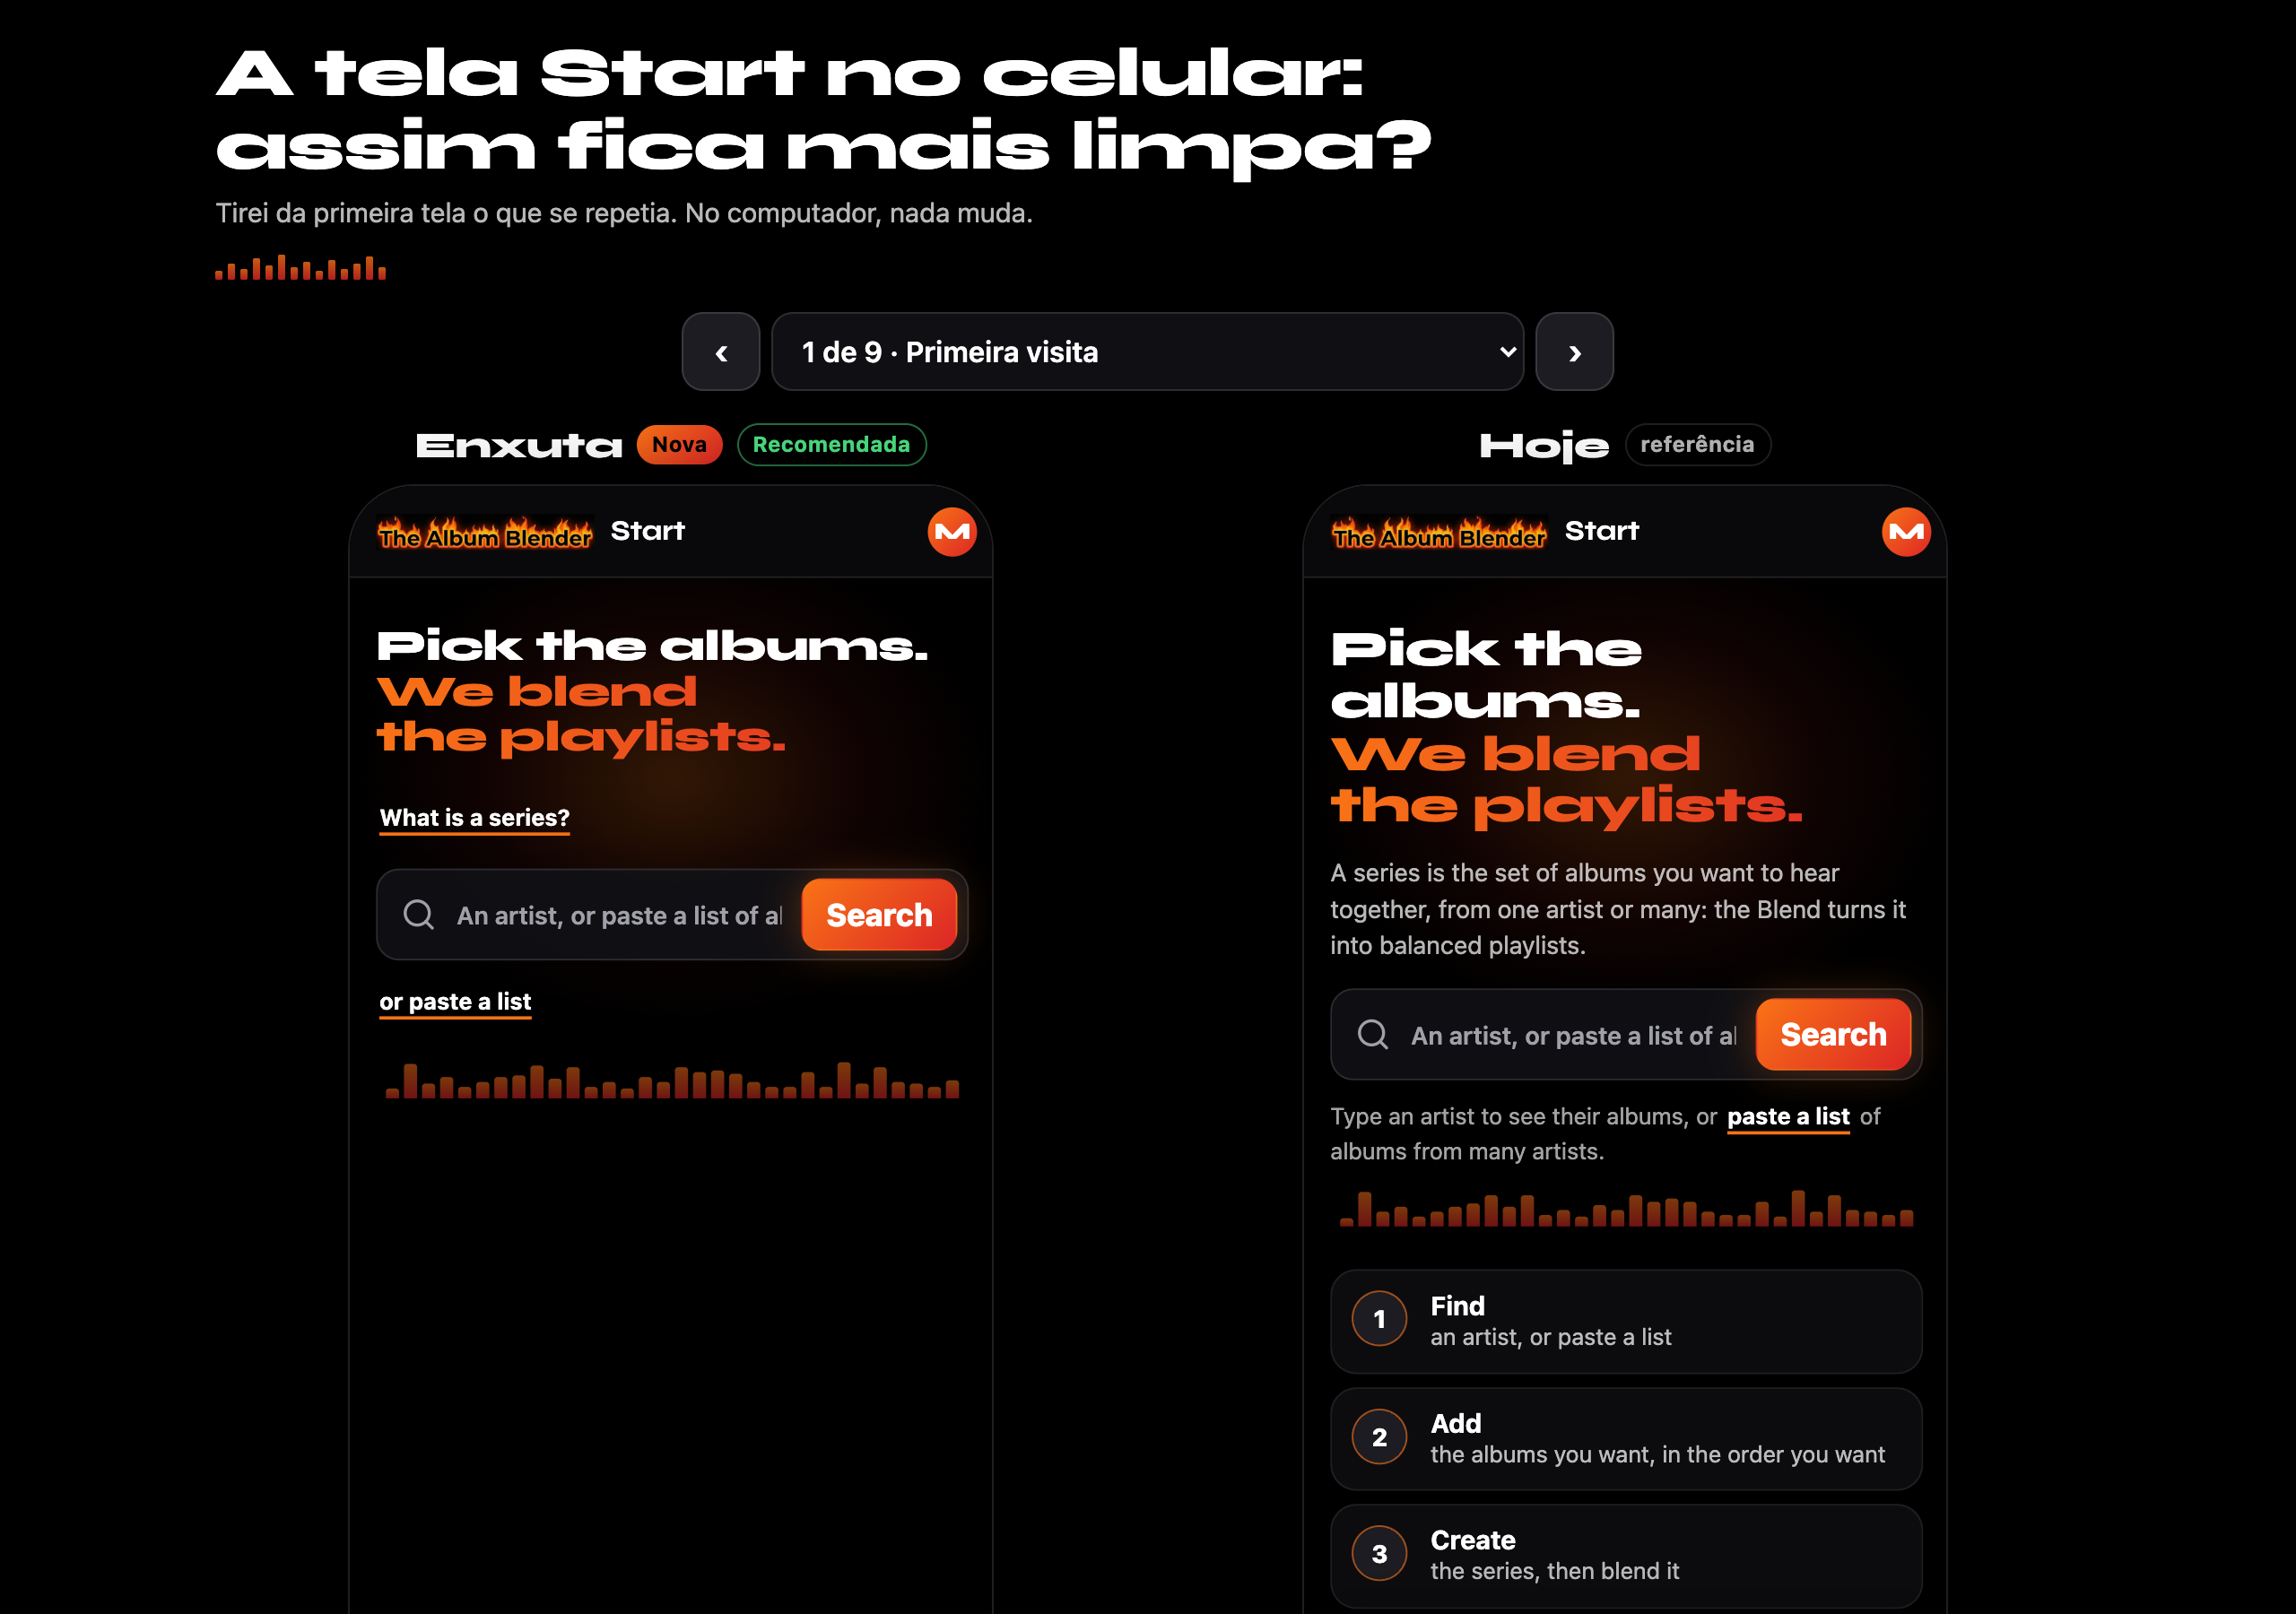 A tela Start no celular:
assim fica mais limpa?
Tirei da primeira tela o que se repetia. No computador, nada muda.
‹
1 de 9 · Primeira visita
›
Enxuta Nova Recomendada
The Album Blender Start M
Pick the albums.
We blend
the playlists.
What is a series?
An artist, or paste a list of al Search
or paste a list
Hoje referência
The Album Blender Start M
Pick the
albums.
We blend
the playlists.
A series is the set of albums you want to hear
together, from one artist or many: the Blend turns it
into balanced playlists.
An artist, or paste a list of al Search
Type an artist to see their albums, or paste a list of
albums from many artists.
1 Find
an artist, or paste a list
2 Add
the albums you want, in the order you want
3 Create
the series, then blend it